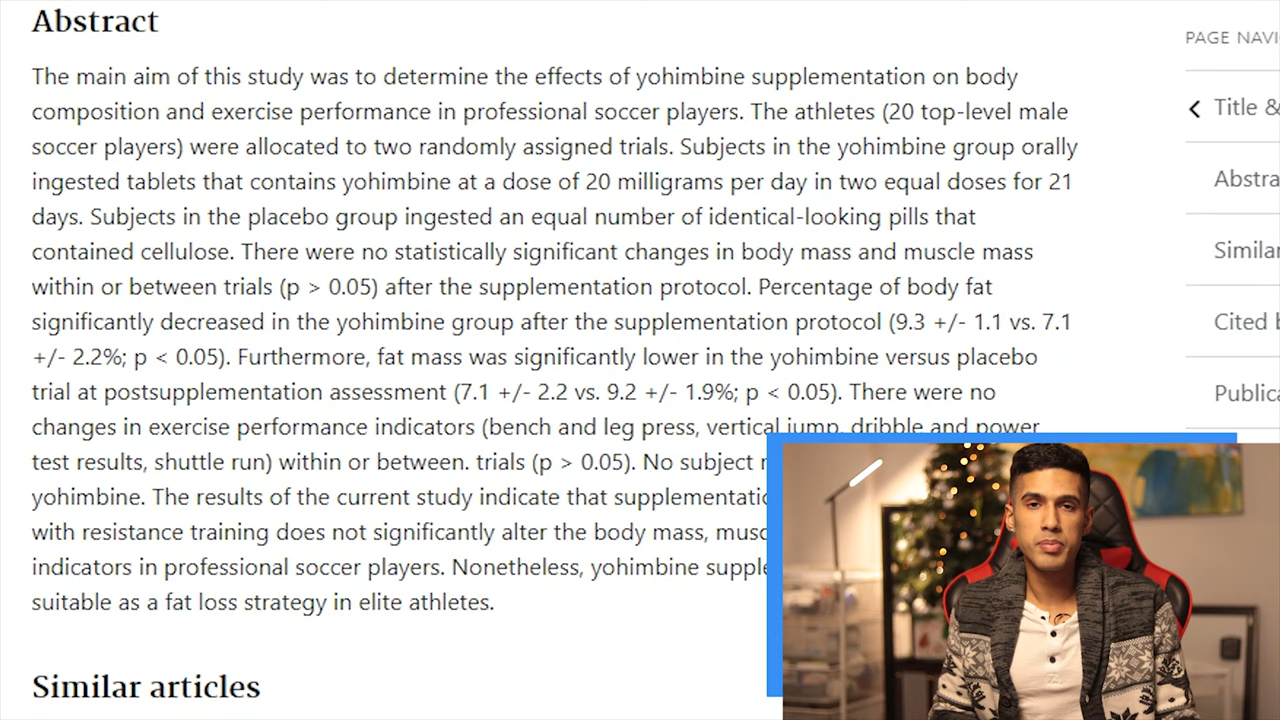 Abstract
The main aim of this study was to determine the effects of yohimbine supplementation on body
composition and exercise performance in professional soccer players. The athletes (20 top-level male
soccer players) were allocated to two randomly assigned trials. Subjects in the yohimbine group orally
ingested tablets that contains yohimbine at a dose of 20 milligrams per day in two equal doses for 21
days. Subjects in the placebo group ingested an equal number of identical-looking pills that
contained cellulose. There were no statistically significant changes in body mass and muscle mass
within or between trials (p > 0.05) after the supplementation protocol. Percentage of body fat
significantly decreased in the yohimbine group after the supplementation protocol (9.3 +/- 1.1 vs. 7.1
+/- 2.2%; p < 0.05). Furthermore, fat mass was significantly lower in the yohimbine versus placebo
trial at postsupplementation assessment (7.1 +/- 2.2 vs. 9.2 +/- 1.9%; p < 0.05). There were no
changes in exercise performance indicators (bench and leg press, vertical jump, dribble and power
test results, shuttle run) within or between. trials (p > 0.05). No subject
yohimbine. The results of the current study indicate that
with resistance training does not significantly alter the body mass,
indicators in professional soccer players. Nonetheless, yohimbine
suitable as a fat loss strategy in elite athletes.
Similar articles
PAGE
Title &
Cited